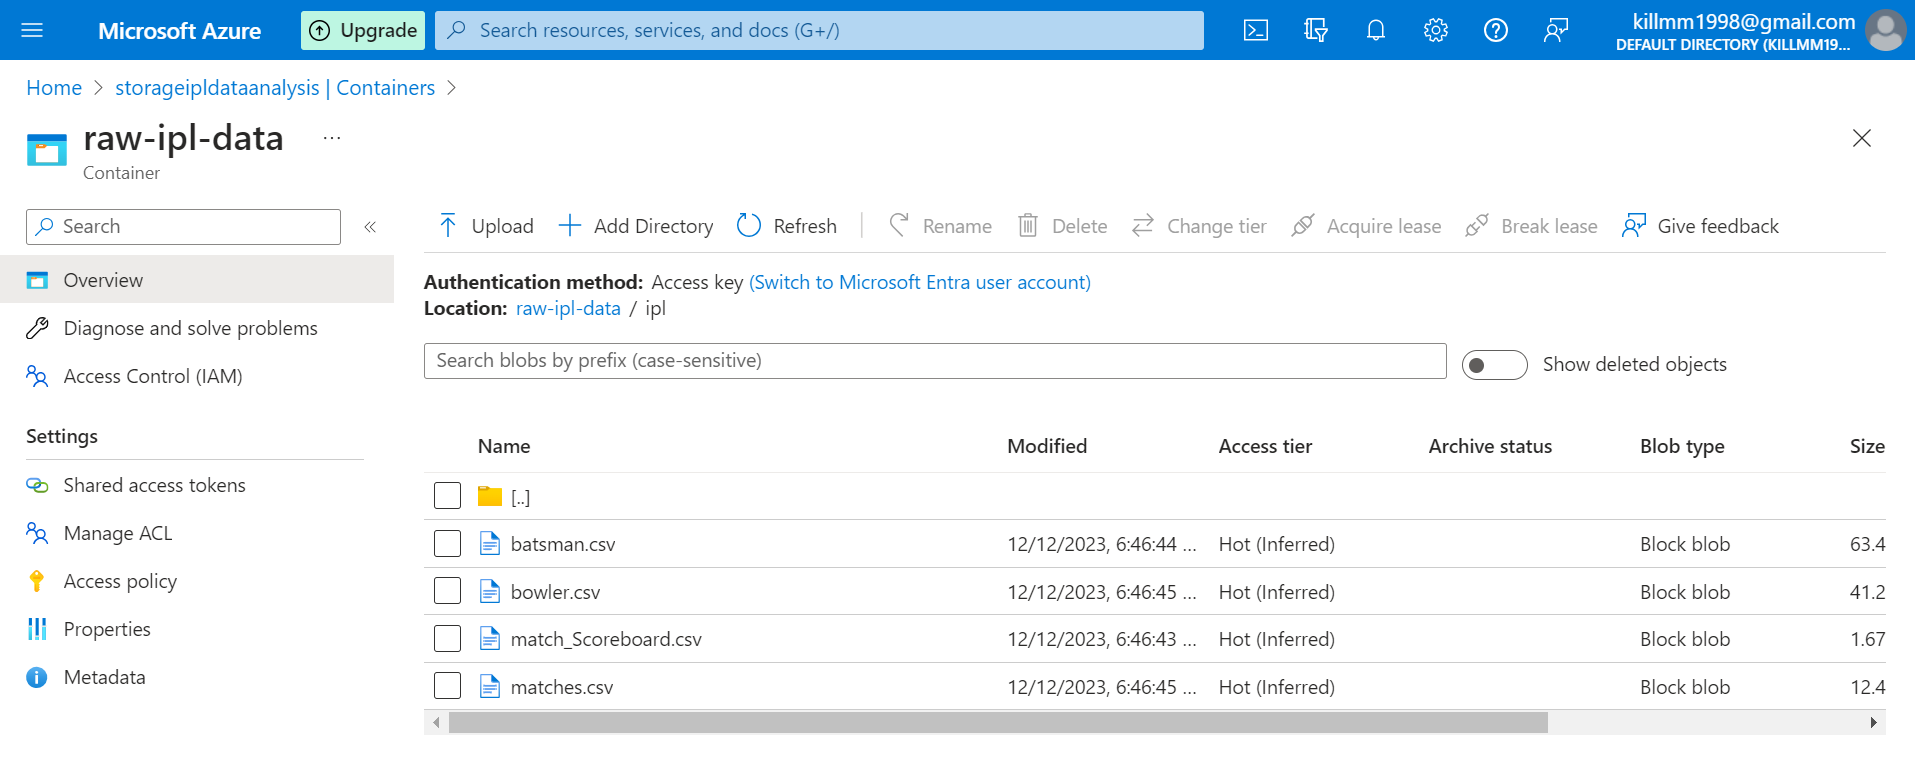 Microsoft Azure
Upgrade
Search resources, services, and docs (G+/)
killmm1998@gmail.com
DEFAULT DIRECTORY (KILLMM19...
Home > storageipldataanalysis | Containers >
raw-ipl-data ...
Container
Search
«
Upload
Add Directory
Refresh
Rename
Delete
Change tier
Acquire lease
Break lease
Give feedback
Overview
Diagnose and solve problems
Access Control (IAM)
Settings
Shared access tokens
Manage ACL
Access policy
Properties
Metadata
Authentication method: Access key (Switch to Microsoft Entra user account)
Location: raw-ipl-data / ipl
Search blobs by prefix (case-sensitive)
Show deleted objects
Name Modified Access tier Archive status Blob type Size
[..]
batsman.csv 12/12/2023, 6:46:44 ... Hot (Inferred) Block blob 63.4
bowler.csv 12/12/2023, 6:46:45 ... Hot (Inferred) Block blob 41.2
match_Scoreboard.csv 12/12/2023, 6:46:43 ... Hot (Inferred) Block blob 1.67
matches.csv 12/12/2023, 6:46:45 ... Hot (Inferred) Block blob 12.4